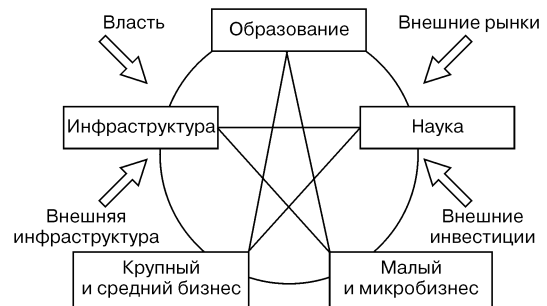 Власть
Образование
Внешние рынки
Инфраструктура
Наука
Внешняя
инфраструктура
Внешние
инвестиции
Крупный
и средний бизнес
Малый
и микробизнес